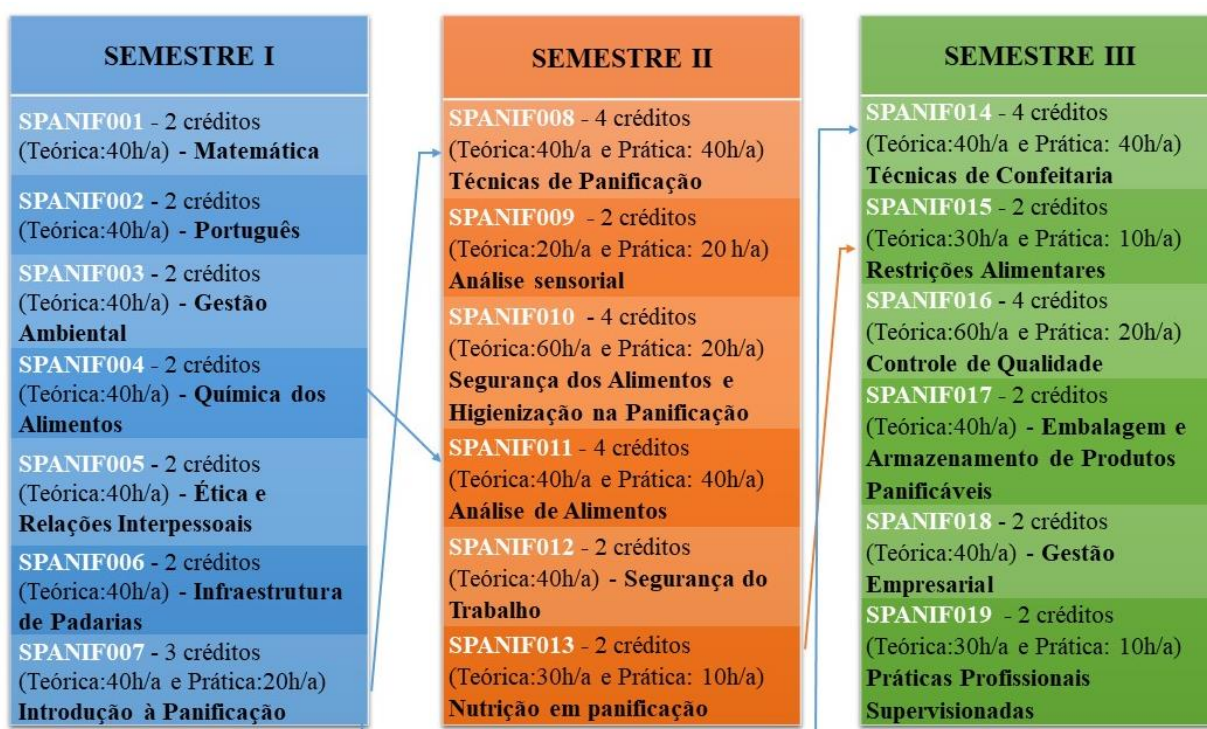 SEMESTRE I
SPANIF001 - 2 créditos
(Teórica:40h/a) - Matemática
SPANIF002 - 2 créditos
(Teórica:40h/a) - Português
SPANIF003 - 2 créditos
(Teórica:40h/a) - Gestão
Ambiental
SPANIF004 - 2 créditos
(Teórica:40h/a) - Química dos
Alimentos
SPANIF005 - 2 créditos
(Teórica:40h/a) - Ética e
Relações Interpessoais
SPANIF006 - 2 créditos
(Teórica:40h/a) - Infraestrutura
de Padarias
SPANIF007 - 3 créditos
(Teórica:40h/a e Prática:20h/a)
Introdução à Panificação
SEMESTRE II
SPANIF008 - 4 créditos
(Teórica:40h/a e Prática: 40h/a)
Técnicas de Panificação
SPANIF009 - 2 créditos
(Teórica:20h/a e Prática: 20 h/a)
Análise sensorial
SPANIF010 - 4 créditos
(Teórica:60h/a e Prática: 20h/a)
Segurança dos Alimentos e
Higienização na Panificação
SPANIF011 - 4 créditos
(Teórica:40h/a e Prática: 40h/a)
Análise de Alimentos
SPANIF012 - 2 créditos
(Teórica:40h/a) - Segurança do
Trabalho
SPANIF013 - 2 créditos
(Teórica:30h/a e Prática: 10h/a)
Nutrição em panificação
SEMESTRE III
SPANIF014 - 4 créditos
(Teórica:40h/a e Prática: 40h/a)
Técnicas de Confeitaria
SPANIF015 - 2 créditos
(Teórica:30h/a e Prática: 10h/a)
Restrições Alimentares
SPANIF016 - 4 créditos
(Teórica:60h/a e Prática: 20h/a)
Controle de Qualidade
SPANIF017 - 2 créditos
(Teórica:40h/a) - Embalagem e
Armazenamento de Produtos
Panificáveis
SPANIF018 - 2 créditos
(Teórica:40h/a) - Gestão
Empresarial
SPANIF019 - 2 créditos
(Teórica:30h/a e Prática: 10h/a)
Práticas Profissionais
Supervisionadas